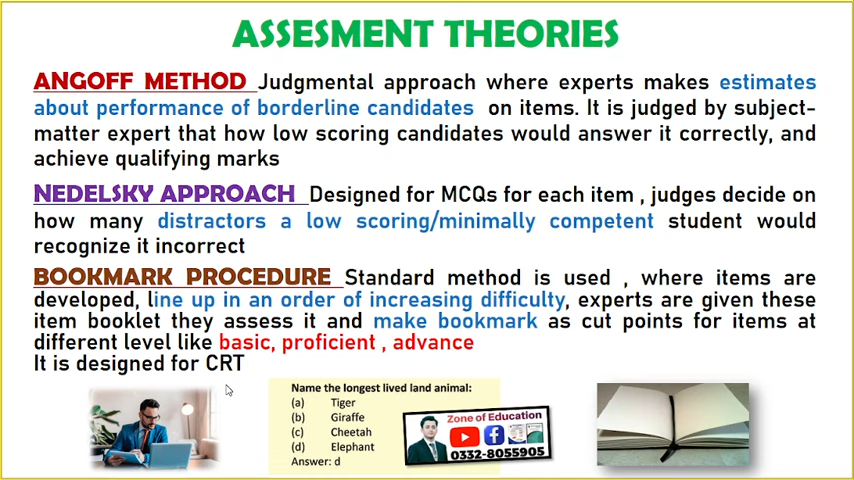 ASSESMENT THEORIES
ANGOFF METHOD Judgmental approach where experts makes estimates
about performance of borderline candidates on items. It is judged by subject-
matter expert that how low scoring candidates would answer it correctly, and
achieve qualifying marks
NEDELSKY APPROACH Designed for MCQs for each item , judges decide on
how many distractors a low scoring/minimally competent student would
recognize it incorrect
BOOKMARK PROCEDURE Standard method is used , where items are
developed, line up in an order of increasing difficulty, experts are given these
item booklet they assess it and make bookmark as cut points for items at
different level like basic, proficient , advance
It is designed for CRT
Name the longest lived land animal:
(a) Tiger
(b) Giraffe
(c) Cheetah
(d) Elephant
Answer: d
Zone of Education
0332-8055905